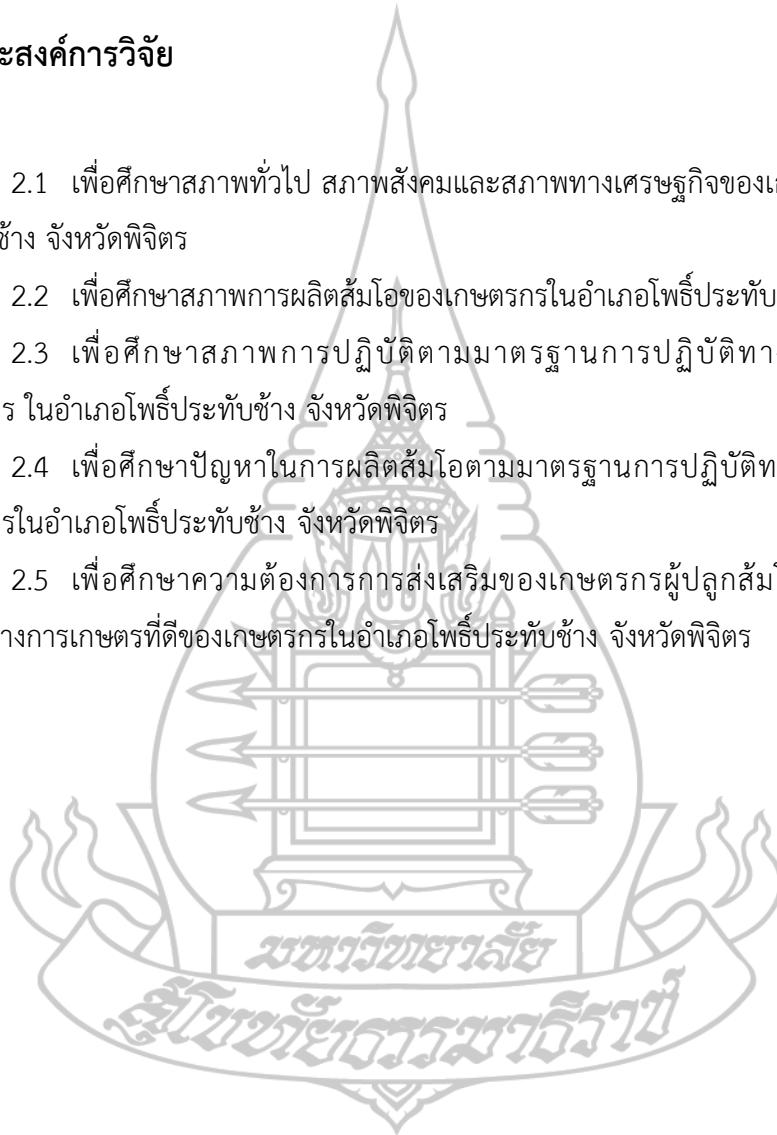 ะสงค์การวิจัย
2.1 เพื่อศึกษาสภาพทั่วไป สภาพสังคมและสภาพทางเศรษฐกิจของเก
ช้าง จังหวัดพิจิตร
2.2 เพื่อศึกษาสภาพการผลิตส้มโอของเกษตรกรในอำเภอโพธิ์ประทับ
2.3 เพื่อศึกษาสภาพการปฏิบัติตามมาตรฐานการปฏิบัติทา
ร ในอำเภอโพธิ์ประทับช้าง จังหวัดพิจิตร
2.4 เพื่อศึกษาปัญหาในการผลิตส้มโอตามมาตรฐานการปฏิบัติท
รในอำเภอโพธิ์ประทับช้าง จังหวัดพิจิตร
2.5 เพื่อศึกษาความต้องการการส่งเสริมของเกษตรกรผู้ปลูกส้มโ
างการเกษตรที่ดีของเกษตรกรในอำเภอโพธิ์ประทับช้าง จังหวัดพิจิตร
มหาวิทยาลัย
สุโขทัยธรรมาธิราช